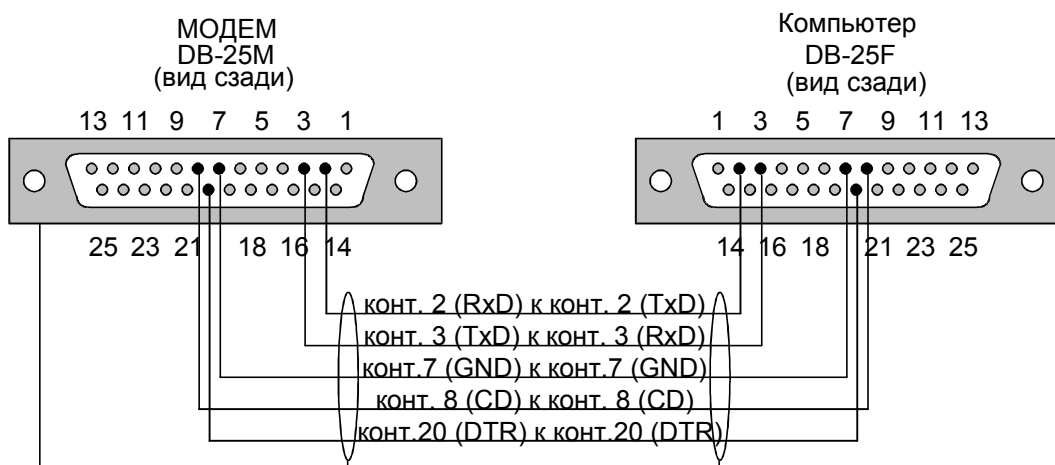 МОДЕМ
DB-25M
(вид сзади)
13 11 9 7 5 3 1
25 23 21 18 16 14
Компьютер
DB-25F
(вид сзади)
1 3 5 7 9 11 13
14 16 18 21 23 25
конт. 2 (RxD) к конт. 2 (TxD)
конт. 3 (TxD) к конт. 3 (RxD)
конт.7 (GND) к конт.7 (GND)
конт. 8 (CD) к конт. 8 (CD)
конт.20 (DTR) к конт.20 (DTR)